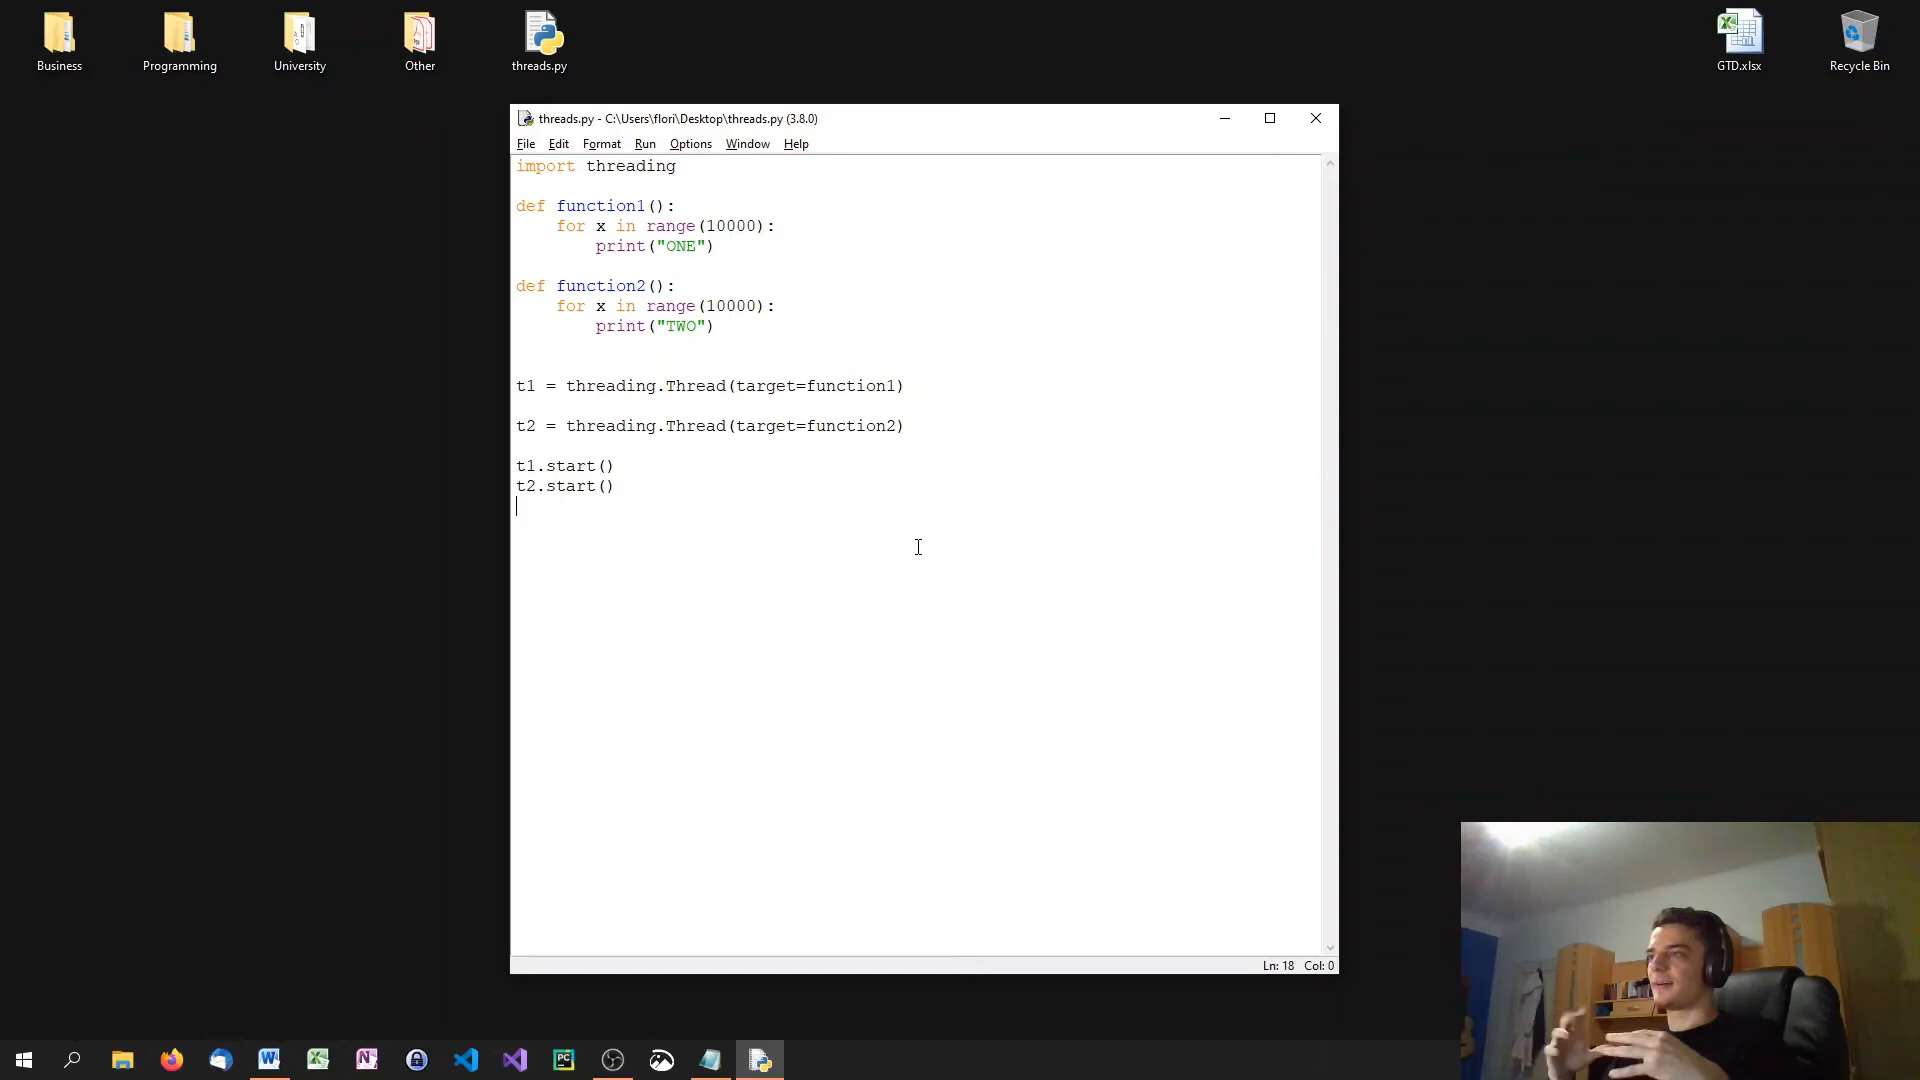 Business
Programming
University
Other
threads.py
GTD.xlsx
Recycle Bin
threads.py - C:\Users\flori\Desktop\threads.py (3.8.0)
File Edit Format Run Options Window Help
import threading
def function1():
    for x in range(10000):
        print("ONE")
def function2():
    for x in range(10000):
        print("TWO")
t1 = threading.Thread(target=function1)
t2 = threading.Thread(target=function2)
t1.start()
t2.start()
Ln: 18 Col: 0